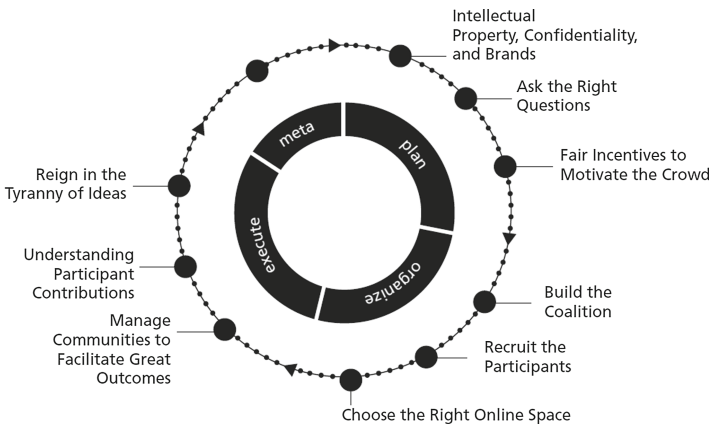 Intellectual
Property, Confidentiality,
and Brands
Ask the Right
Questions
Fair Incentives to
Motivate the Crowd
Build the
Coalition
Recruit the
Participants
Choose the Right Online Space
Manage
Communities to
Facilitate Great
Outcomes
Understanding
Participant
Contributions
Reign in the
Tyranny of Ideas
meta
plan
organize
execute